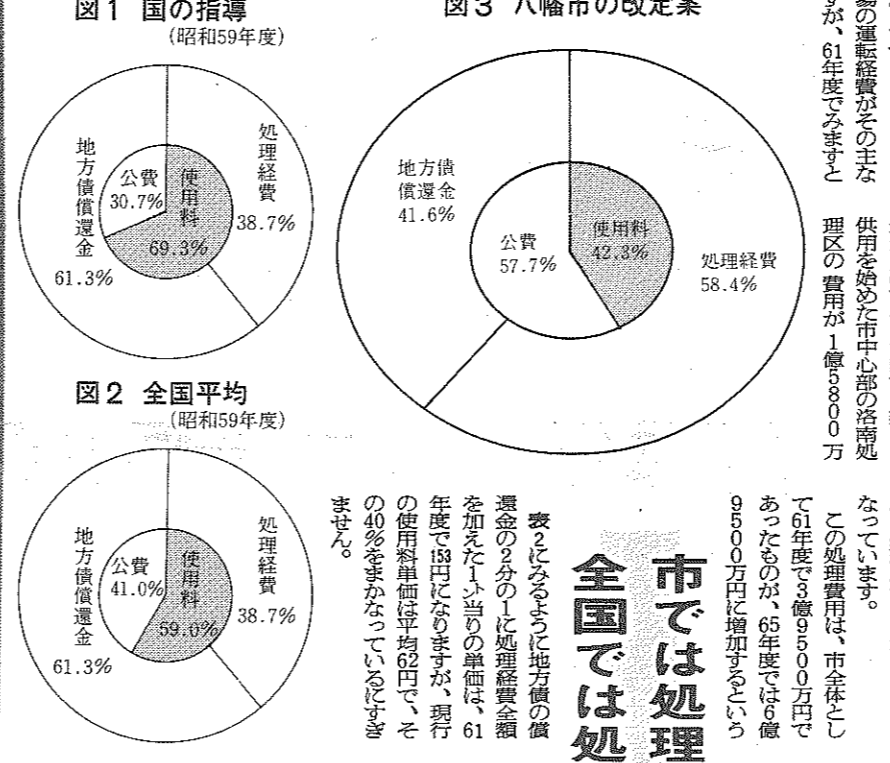 図1 国の指導
(昭和59年度)
地方債償還金
61.3%
公費
30.7%
使用料
69.3%
処理経費
38.7%
図2 全国平均
(昭和59年度)
地方債償還金
61.3%
公費
41.0%
使用料
59.0%
処理経費
38.7%
図3 八幡市の改定案
地方債
償還金
41.6%
公費
57.7%
使用料
42.3%
処理経費
58.4%
の運転経費がその主な
すが、61年度でみますと
供用を始めた市中心部の洛南処
理区の費用が1億5800万
なっています。
この処理費用は、市全体とし
て61年度で3億9500万円で
あったものが、65年度では6億
9500万円に増加するという
市では処理
全国では処
表2にみるように地方債の償
還金の2分の1に処理経費全額
を加えた1㌧当りの単価は、61
年度で153円になりますが、現行
の使用料単価は平均62円で、そ
の40%をまかなっているにすぎ
ません。